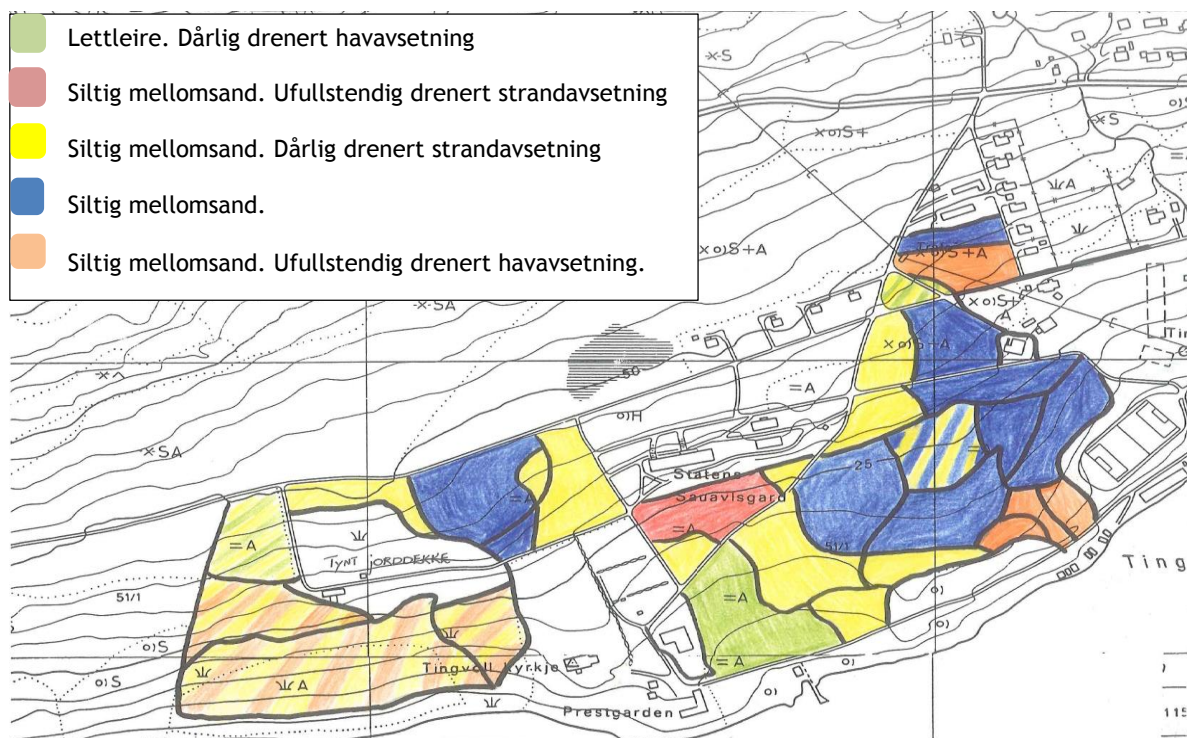 Lettleire. Dårlig drenert havavsetning
Siltig mellomsand. Ufullstendig drenert strandavsetning
Siltig mellomsand. Dårlig drenert strandavsetning
Siltig mellomsand.
Siltig mellomsand. Ufullstendig drenert havavsetning.
S
S
S+
A
S+A
S+A
SA
S+
A
S+A
50
=A
H
SA
25
Statens
Sauavlsgard
=A
=A
=A
TYNT JORDDEKKE
51/1
51/1
=A
S
S
A
=A
Tingvoll kyrkje
Prestgarden
Ting
115